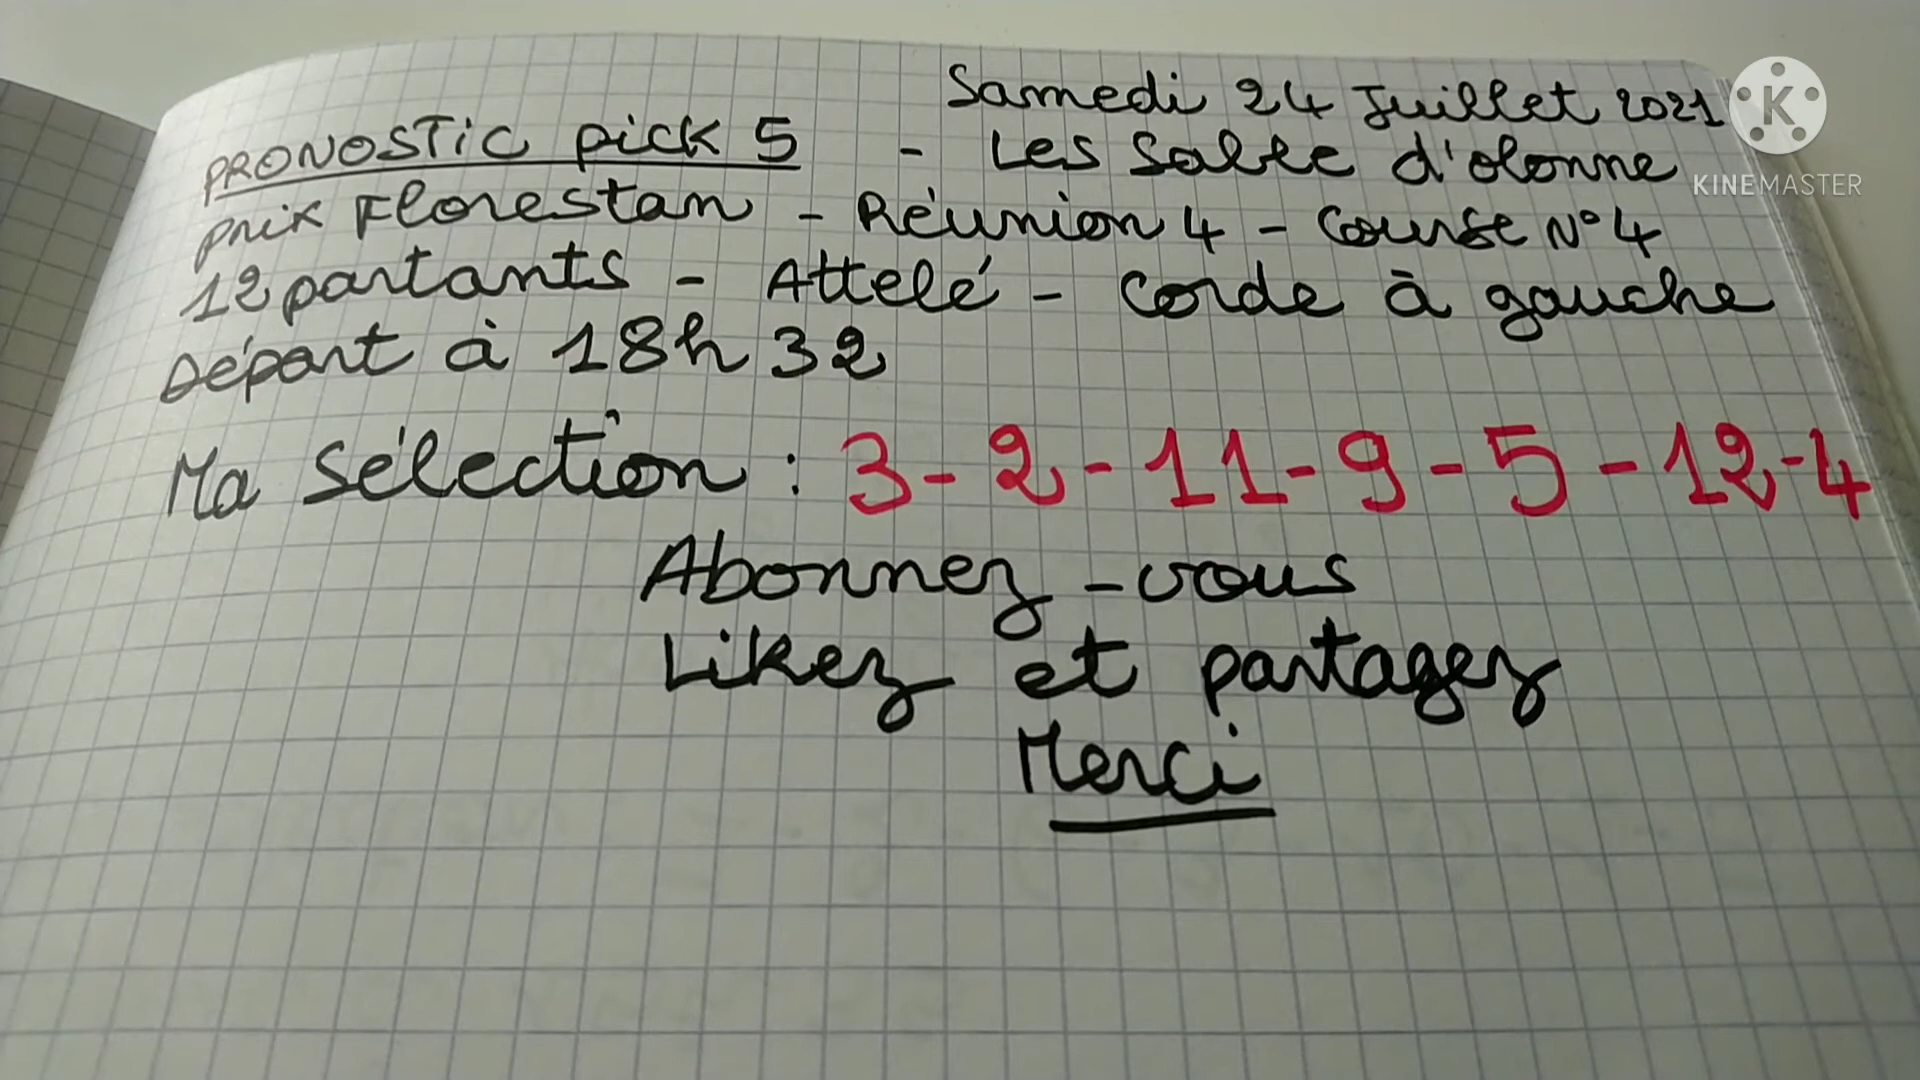 Samedi 24 Juillet 2021
PRONOSTIC pick 5 - Les Sable d'olonne
prix Florestan - Réunion 4 - Course N°4
12 partants - Attelé - Corde à gauche
Départ à 18h32
Ma Sélection : 3-2-11-9-5-12-4
Abonnez-vous
Likez et partagez
Merci
K
KINEMASTER